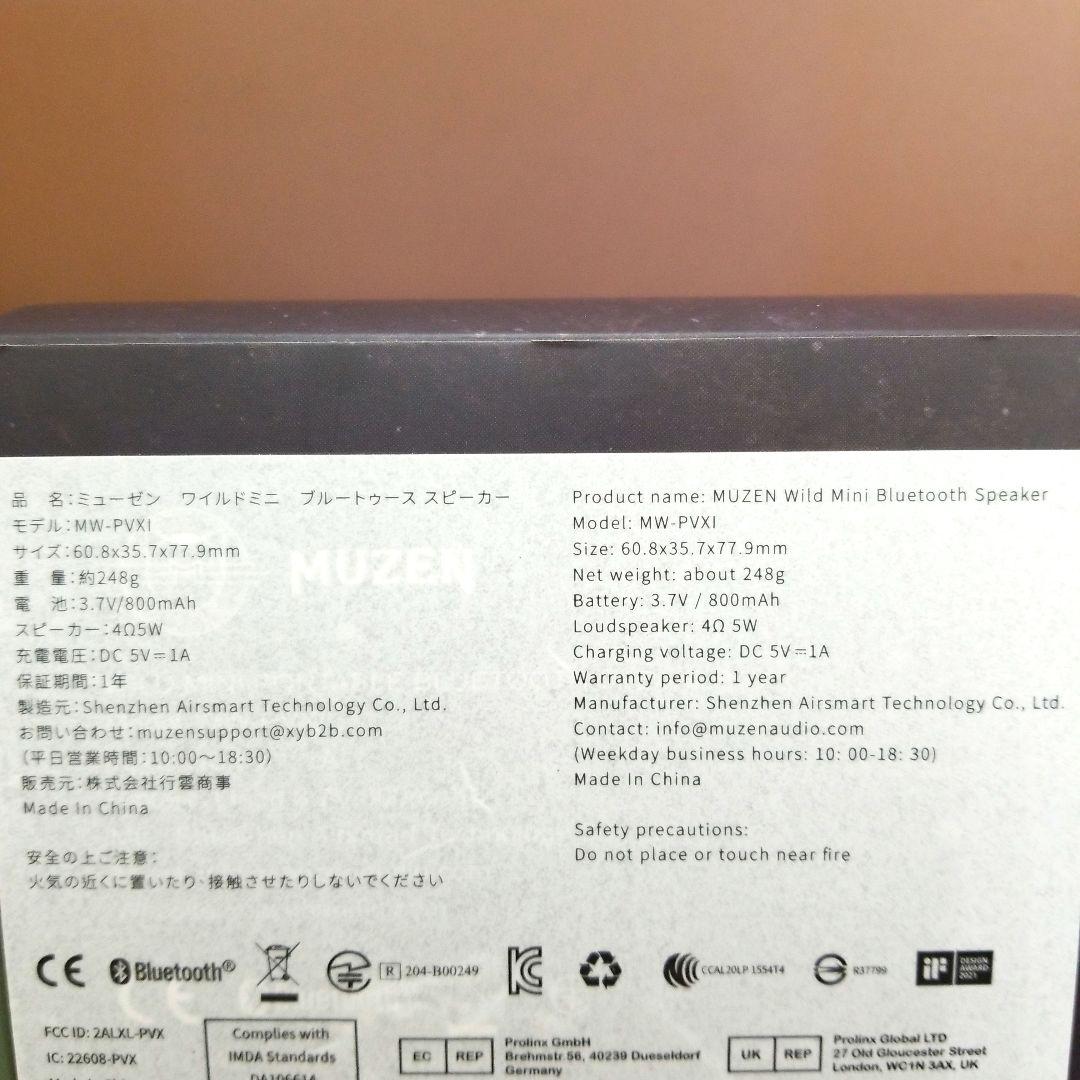 品　名：ミューゼン　ワイルドミニ　ブルートゥース スピーカー
モデル：MW-PVXI
サイズ：60.8x35.7x77.9mm
重　量：約248g
電　池：3.7V/800mAh
スピーカー：4Ω5W
充電電圧：DC 5V⎓1A
保証期間：1年
製造元：Shenzhen Airsmart Technology Co., Ltd.
お問い合わせ：muzensupport@xyb2b.com
（平日営業時間：10:00〜18:30）
販売元：株式会社行雲商事
Made In China
安全の上ご注意：
火気の近くに置いたり、接触させたりしないでください
MUZEN
Product name: MUZEN Wild Mini Bluetooth Speaker
Model: MW-PVXI
Size: 60.8x35.7x77.9mm
Net weight: about 248g
Battery: 3.7V / 800mAh
Loudspeaker: 4Ω 5W
Charging voltage: DC 5V⎓1A
Warranty period: 1 year
Manufacturer: Shenzhen Airsmart Technology Co., Ltd.
Contact: info@muzenaudio.com
(Weekday business hours: 10: 00-18: 30)
Made In China
Safety precautions:
Do not place or touch near fire
CE Bluetooth® R 204-B00249 CCAL20LP 1554T4 R37799 iF DESIGN AWARD 2021
FCC ID: 2ALXL-PVX
IC: 22608-PVX
Complies with
IMDA Standards
DA106614
EC REP
Prolinx GmbH
Brehmstr.56, 40239 Duesseldorf
Germany
UK REP
Prolinx Global LTD
27 Old Gloucester Street
London, WC1N 3AX, UK